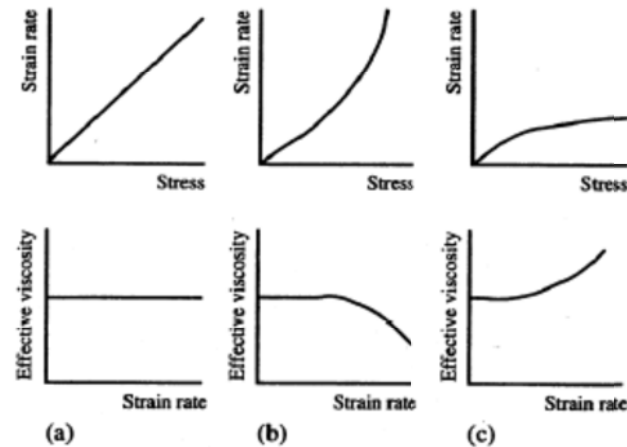 Strain rate
Stress
Strain rate
Stress
Strain rate
Stress
Effective viscosity
Strain rate
Effective viscosity
Strain rate
Effective viscosity
Strain rate
(a)
(b)
(c)